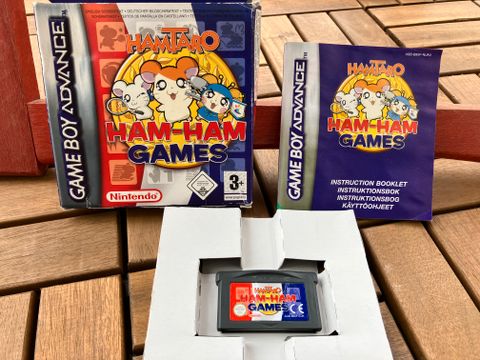 GAME BOY ADVANCE
HAMTARO
HAM-HAM
GAMES
Nintendo
3+
GAME BOY ADVANCE
HAMTARO
HAM-HAM
GAMES
INSTRUCTION BOOKLET
INSTRUKTIONSBOK
INSTRUKTIONSBOG
KÄYTTÖOHJEET
HAMTARO
HAM-HAM
GAMES
CE